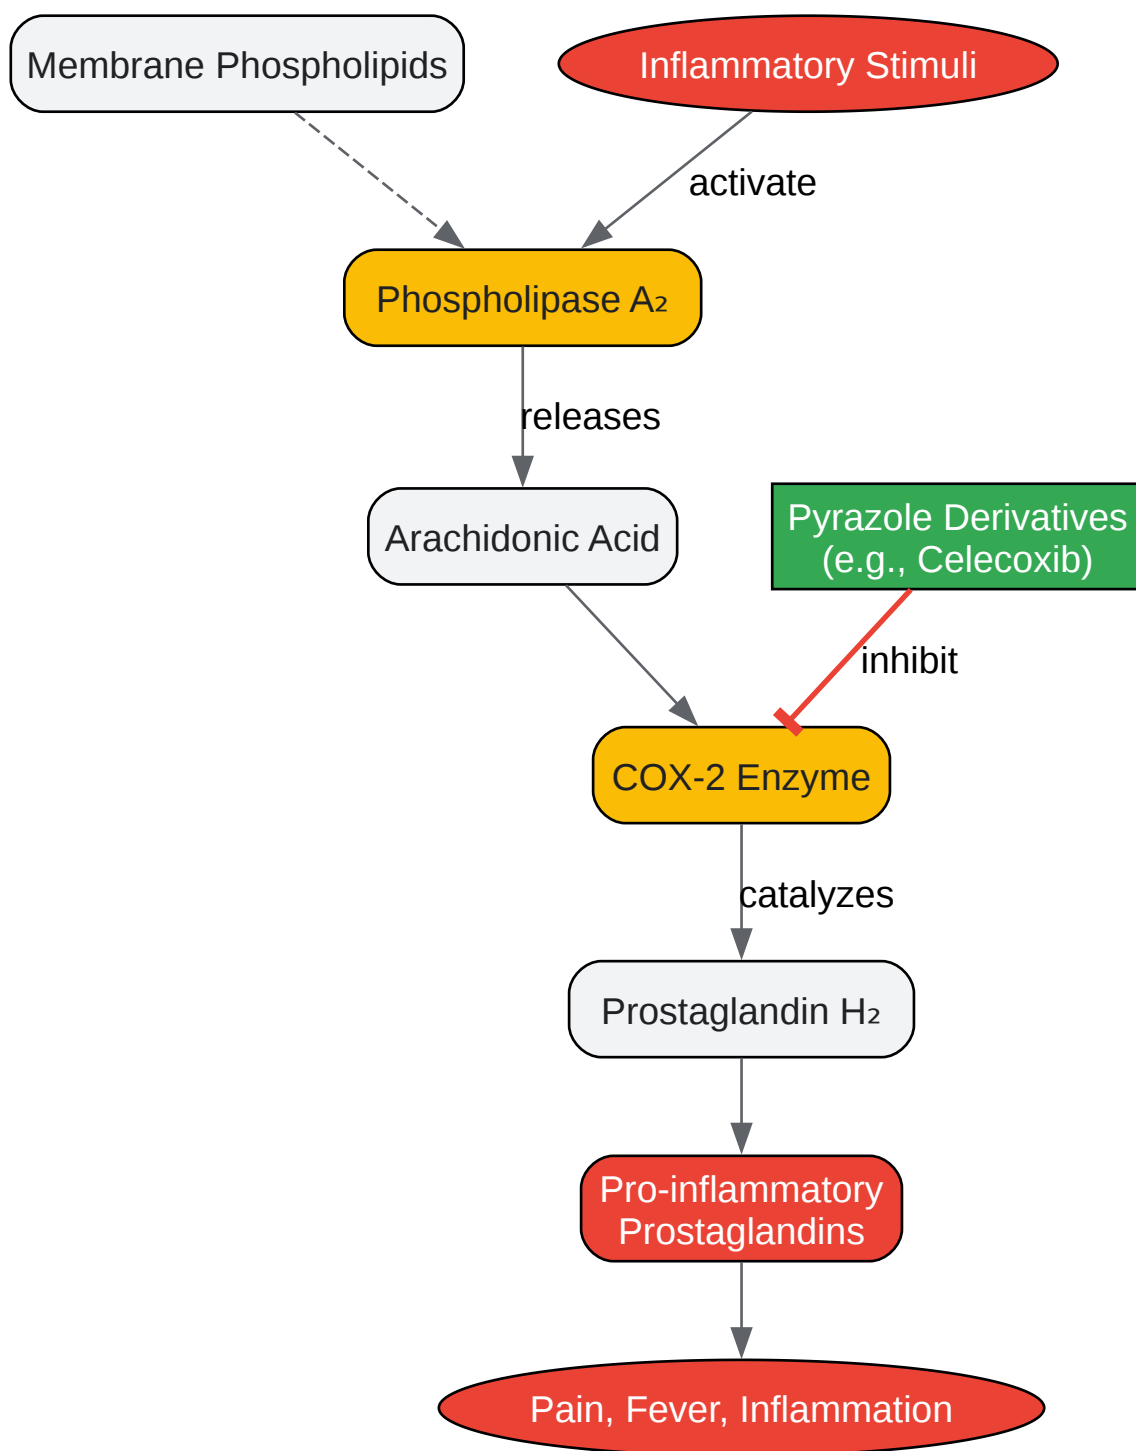 Membrane Phospholipids
Inflammatory Stimuli
activate
Phospholipase A₂
releases
Arachidonic Acid
Pyrazole Derivatives
(e.g., Celecoxib)
inhibit
COX-2 Enzyme
catalyzes
Prostaglandin H₂
Pro-inflammatory
Prostaglandins
Pain, Fever, Inflammation